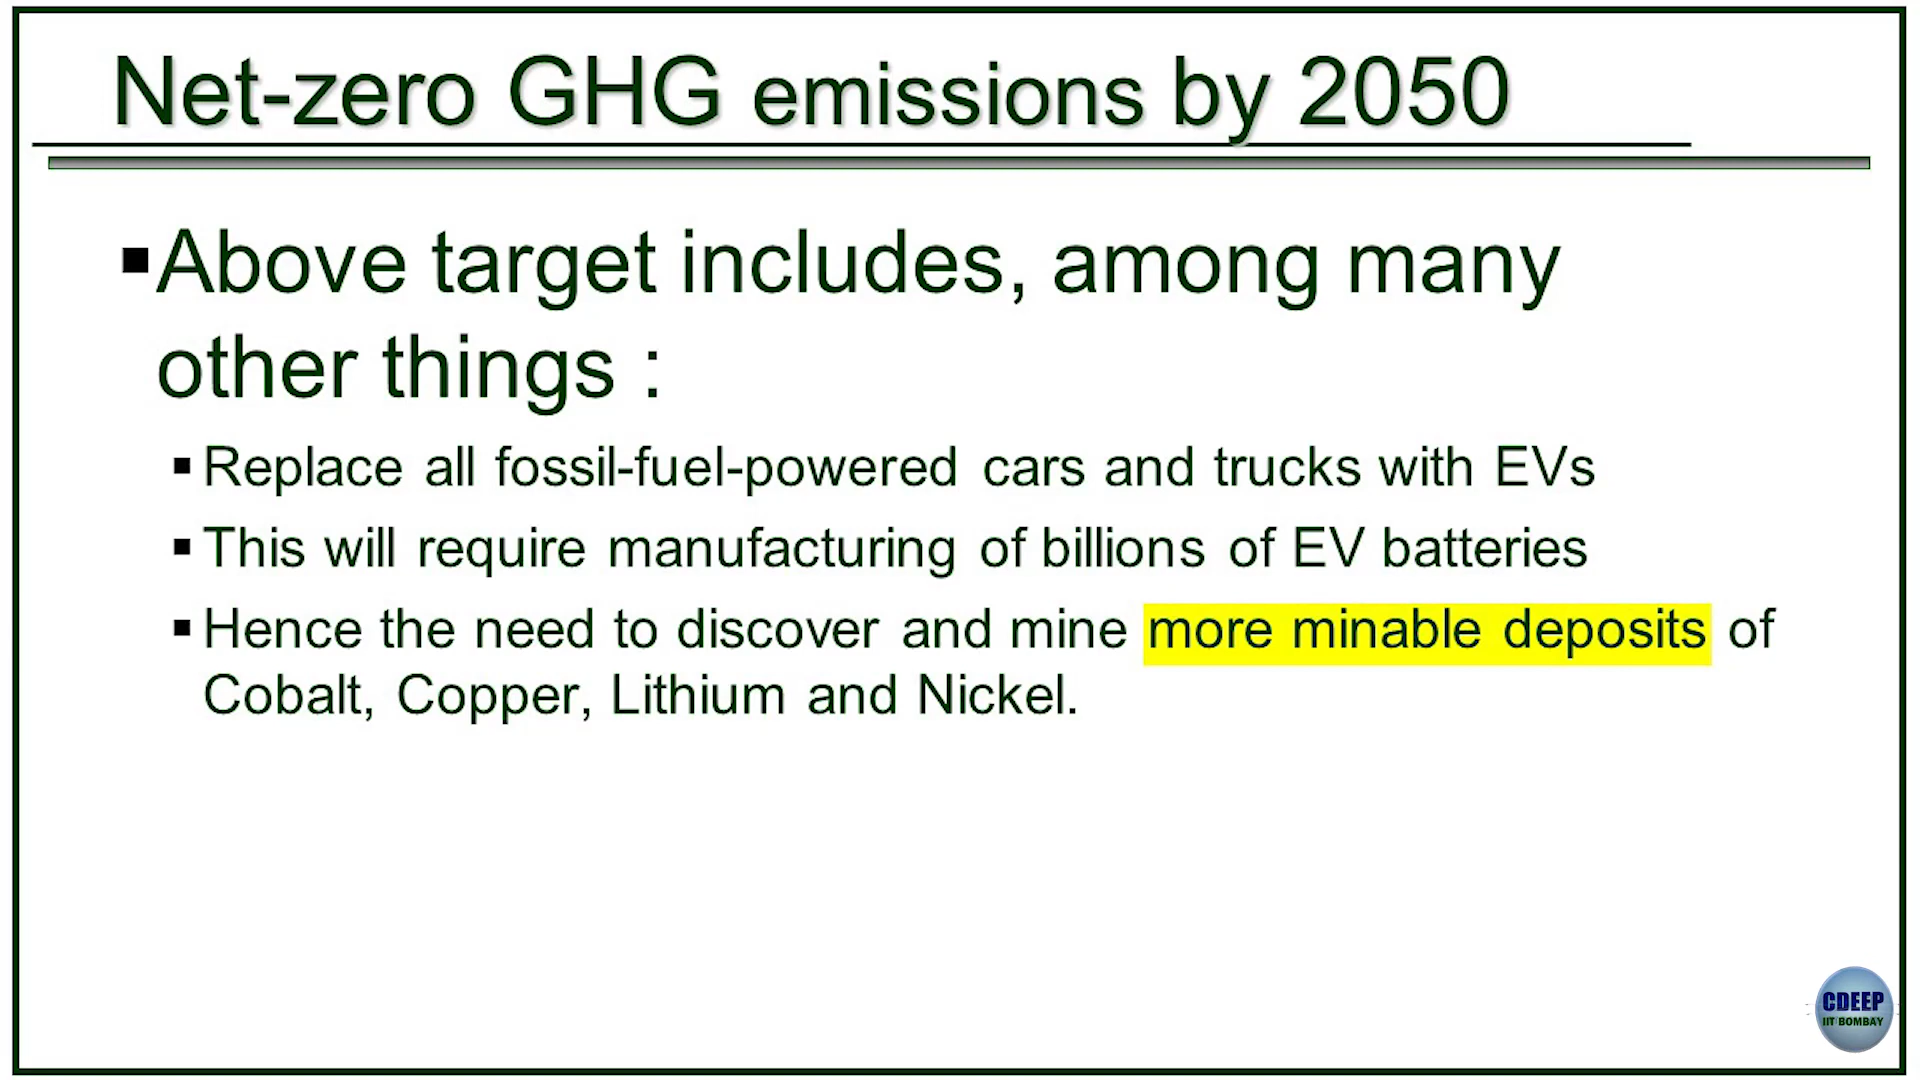 Net-zero GHG emissions by 2050
▪Above target includes, among many
other things :
▪Replace all fossil-fuel-powered cars and trucks with EVs
▪This will require manufacturing of billions of EV batteries
▪Hence the need to discover and mine more minable deposits of
Cobalt, Copper, Lithium and Nickel.
CDEEP
IIT BOMBAY